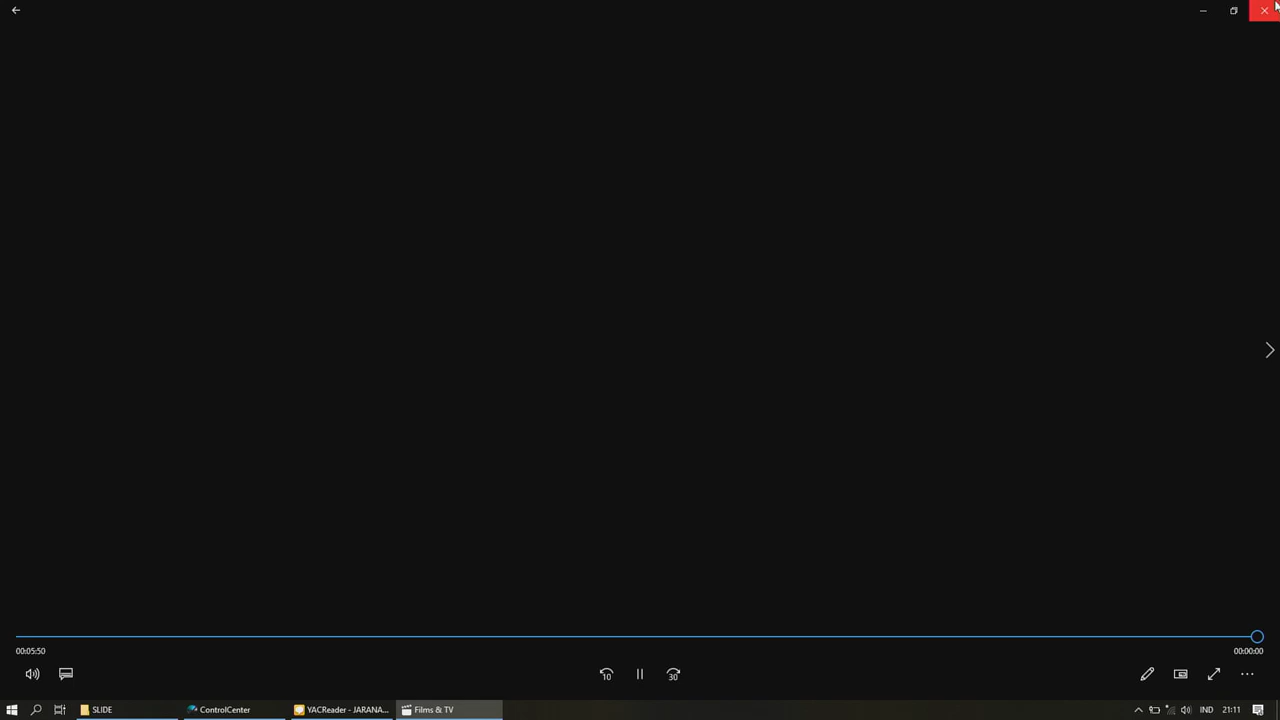 00:05:50
00:00:00
10
30
SLIDE
ControlCenter
YACReader - JARANA...
Films & TV
IND
21:11